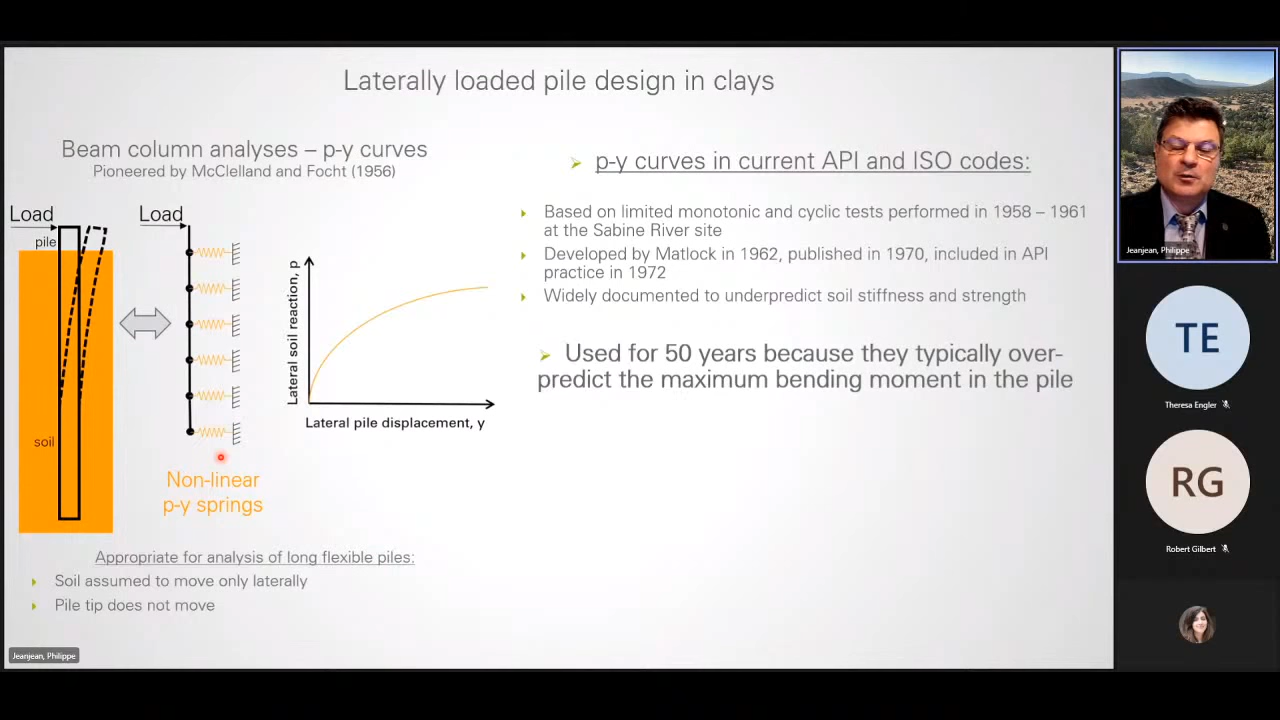 Laterally loaded pile design in clays
Beam column analyses – p-y curves
Pioneered by McClelland and Focht (1956)
Load
Load
pile
soil
Non-linear
p-y springs
Lateral soil reaction, p
Lateral pile displacement, y
Appropriate for analysis of long flexible piles:
Soil assumed to move only laterally
Pile tip does not move
p-y curves in current API and ISO codes:
Based on limited monotonic and cyclic tests performed in 1958 – 1961
at the Sabine River site
Developed by Matlock in 1962, published in 1970, included in API
practice in 1972
Widely documented to underpredict soil stiffness and strength
Used for 50 years because they typically over-
predict the maximum bending moment in the pile
Jeanjean, Philippe
Jeanjean, Philippe
TE
Theresa Engler
RG
Robert Gilbert